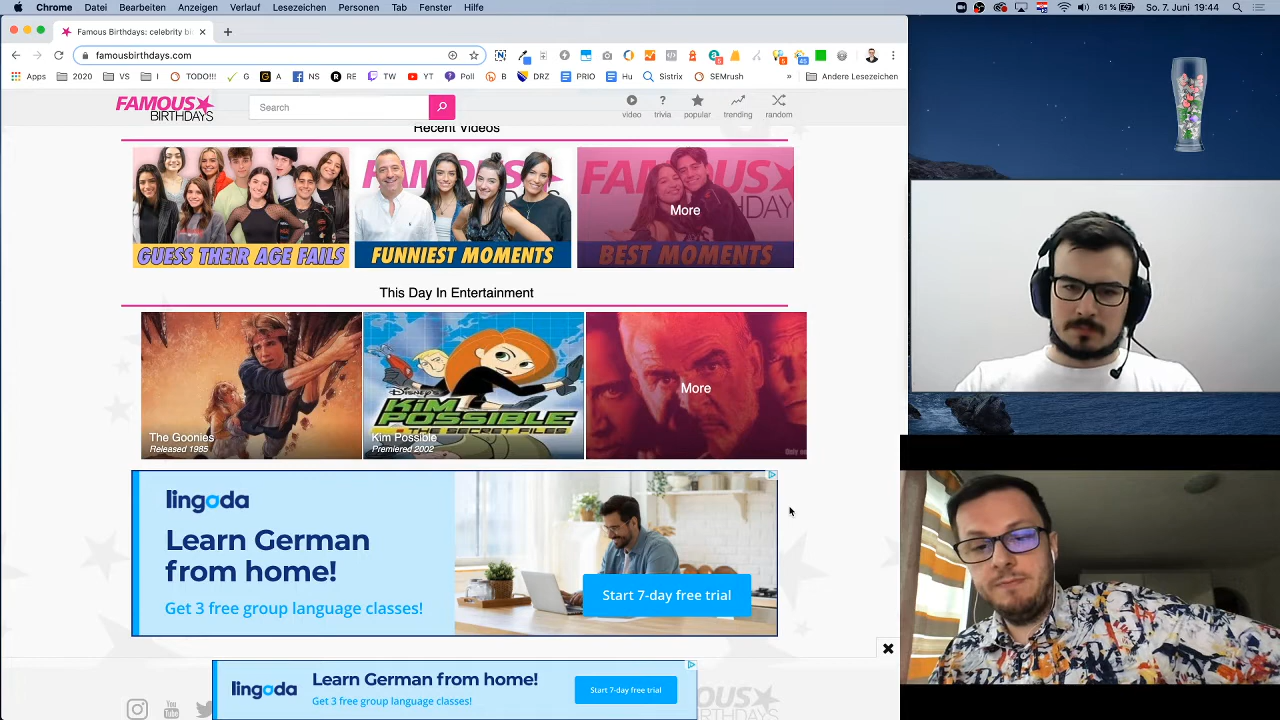 Chrome Datei Bearbeiten Anzeigen Verlauf Lesezeichen Personen Tab Fenster Hilfe
61 % So. 7. Juni 19:44
Famous Birthdays: celebrity bi
famousbirthdays.com
Apps 2020 VS I TODO!!! G A NS RE TW YT Poll B DRZ PRIO Hu Sistrix SEMrush » Andere Lesezeichen
FAMOUS
BIRTHDAYS
Search
video trivia popular trending random
Recent Videos
GUESS THEIR AGE FAILS
FUNNIEST MOMENTS
More
BEST MOMENTS
This Day In Entertainment
The Goonies
Released 1985
DISNEY'S
KIM
POSSIBLE
THE SECRET FILES
Kim Possible
Premiered 2002
More
lingoda
Learn German
from home!
Get 3 free group language classes!
Start 7-day free trial
lingoda
Learn German from home!
Get 3 free group language classes!
Start 7-day free trial
You
Tube
FAMOUS
BIRTHDAYS